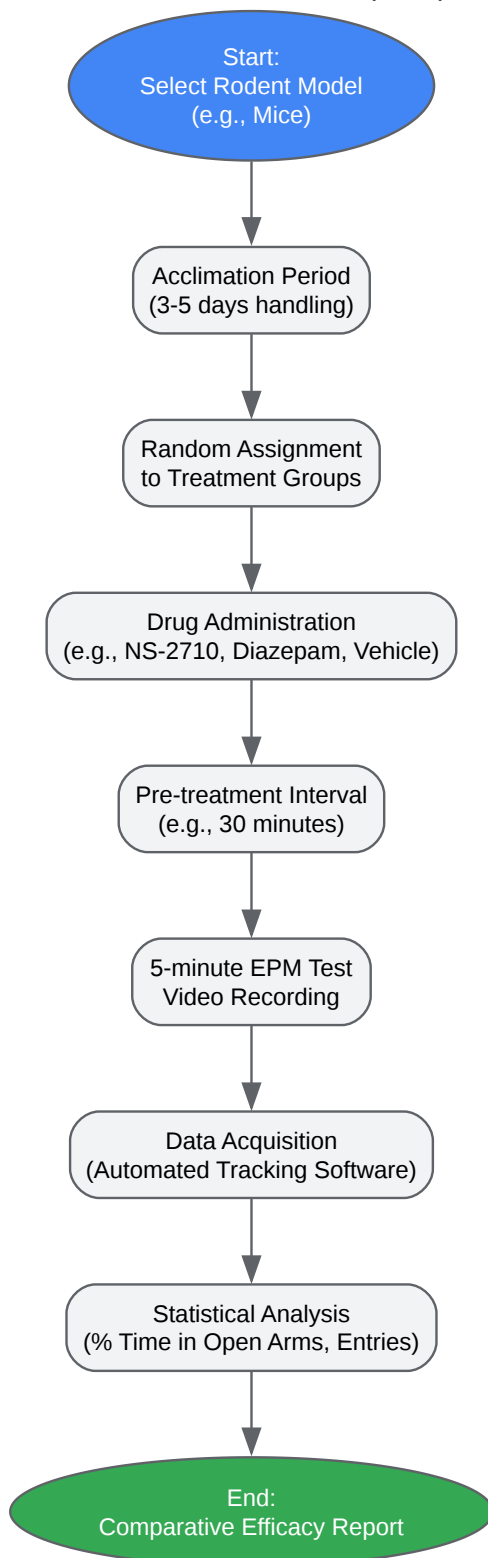 Start:
Select Rodent Model
(e.g., Mice)
Acclimation Period
(3-5 days handling)
Random Assignment
to Treatment Groups
Drug Administration
(e.g., NS-2710, Diazepam, Vehicle)
Pre-treatment Interval
(e.g., 30 minutes)
5-minute EPM Test
Video Recording
Data Acquisition
(Automated Tracking Software)
Statistical Analysis
(% Time in Open Arms, Entries)
End:
Comparative Efficacy Report